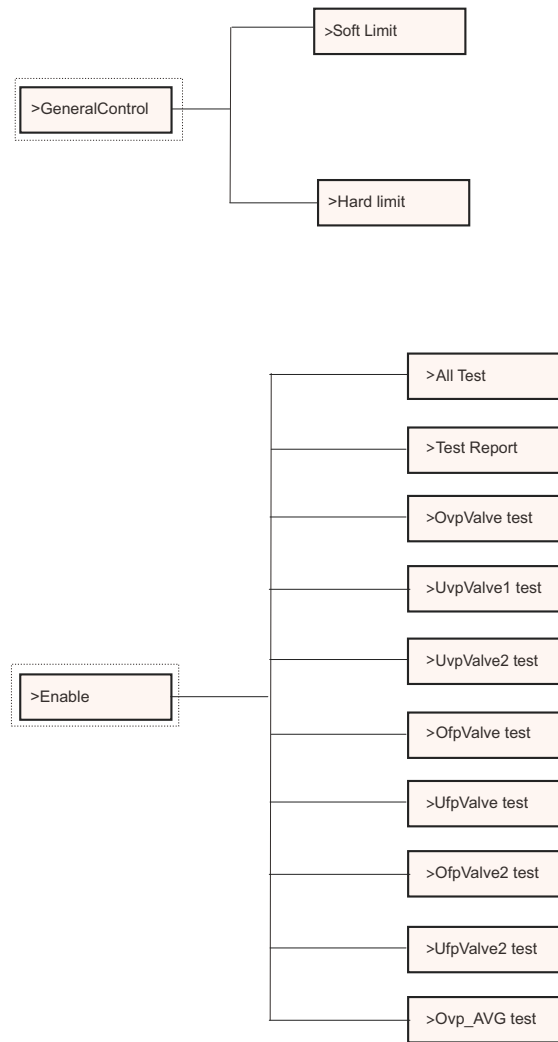 >Soft Limit
>GeneralControl
>Hard limit
>All Test
>Test Report
>OvpValve test
>UvpValve1 test
>UvpValve2 test
>Enable
>OfpValve test
>UfpValve test
>OfpValve2 test
>UfpValve2 test
>Ovp_AVG test